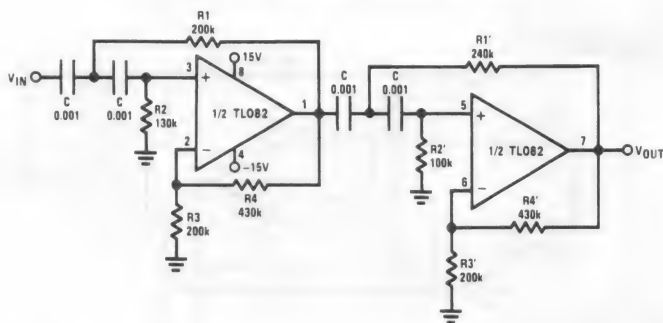 R1
200k
R1'
240k
15V
8
V_IN
C
0.001
C
0.001
3
+
R2
130k
1/2 TL082
1
2
−
4
−15V
R4
430k
R3
200k
C
0.001
C
0.001
5
+
R2'
100k
1/2 TL082
7
V_OUT
6
−
R4'
430k
R3'
200k